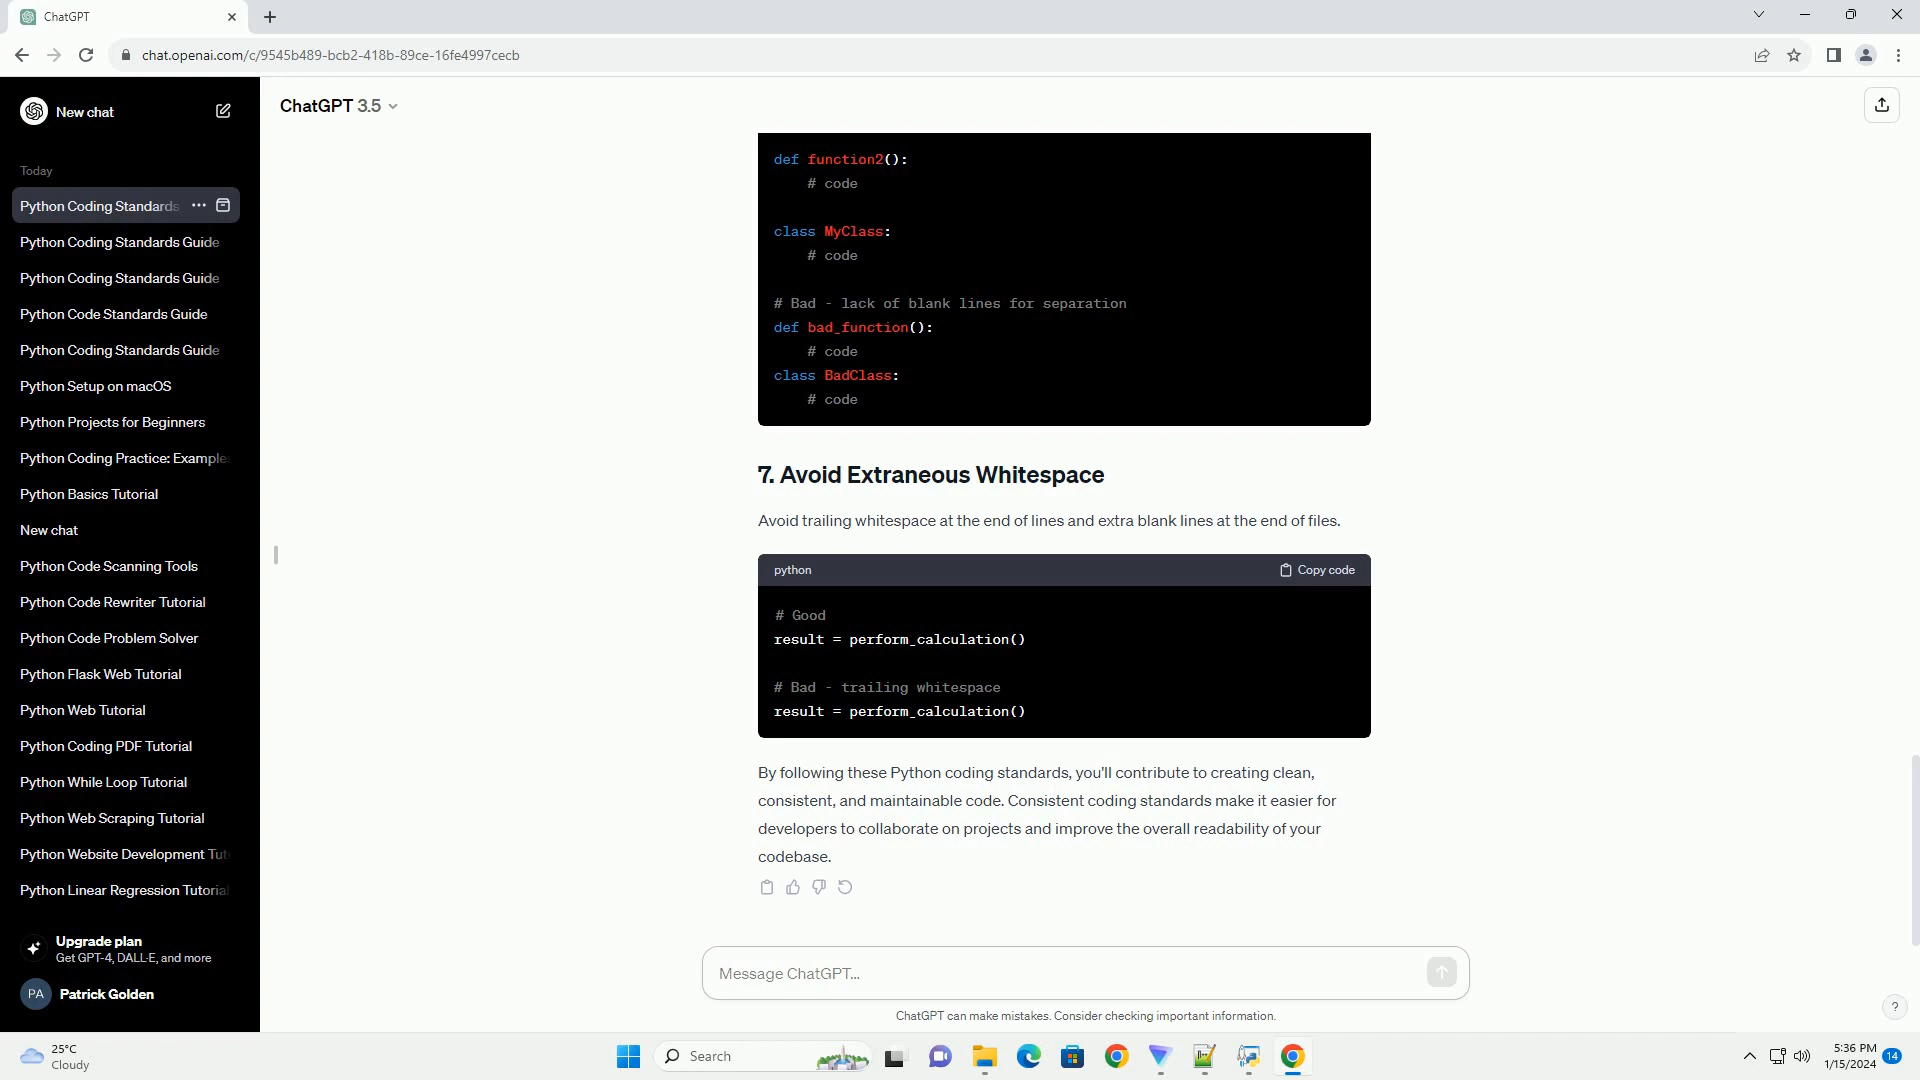 ChatGPT
chat.openai.com/c/9545b489-bcb2-418b-89ce-16fe4997cecb
New chat
Today
Python Coding Standards
Python Coding Standards Guide
Python Coding Standards Guide
Python Code Standards Guide
Python Coding Standards Guide
Python Setup on macOS
Python Projects for Beginners
Python Coding Practice: Example
Python Basics Tutorial
New chat
Python Code Scanning Tools
Python Code Rewriter Tutorial
Python Code Problem Solver
Python Flask Web Tutorial
Python Web Tutorial
Python Coding PDF Tutorial
Python While Loop Tutorial
Python Web Scraping Tutorial
Python Website Development Tut
Python Linear Regression Tutorial
Upgrade plan
Get GPT-4, DALL·E, and more
PA Patrick Golden
ChatGPT 3.5
def function2():
    # code
class MyClass:
    # code
# Bad - lack of blank lines for separation
def bad_function():
    # code
class BadClass:
    # code
7. Avoid Extraneous Whitespace
Avoid trailing whitespace at the end of lines and extra blank lines at the end of files.
python Copy code
# Good
result = perform_calculation()
# Bad - trailing whitespace
result = perform_calculation()
By following these Python coding standards, you'll contribute to creating clean,
consistent, and maintainable code. Consistent coding standards make it easier for
developers to collaborate on projects and improve the overall readability of your
codebase.
Message ChatGPT...
ChatGPT can make mistakes. Consider checking important information.
?
25°C
Cloudy
Search
5:36 PM
1/15/2024
14